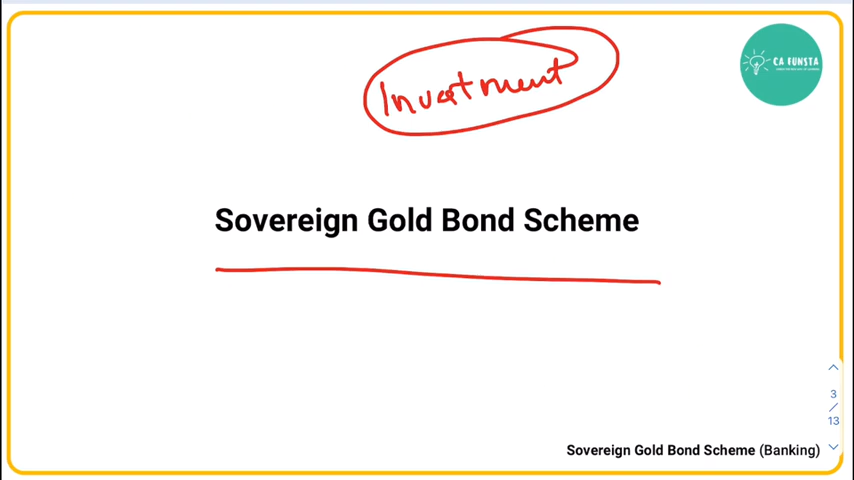 Investment
CA FUNSTA
Sovereign Gold Bond Scheme
3
/
13
Sovereign Gold Bond Scheme (Banking)